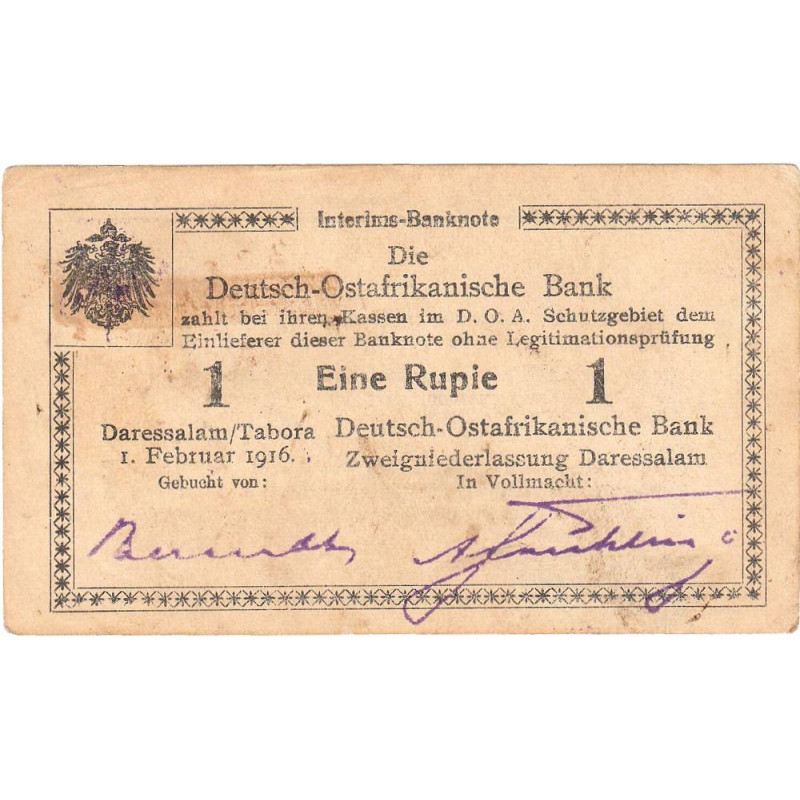 Interims-Banknote
Die
Deutsch-Ostafrikanische Bank
zahlt bei ihren Kassen im D. O. A. Schutzgebiet dem
Einlieferer dieser Banknote ohne Legitimationsprüfung
1 Eine Rupie 1
Daressalam/Tabora
1. Februar 1916.
Gebucht von:
Deutsch-Ostafrikanische Bank
Zweigniederlassung Daressalam
In Vollmacht: